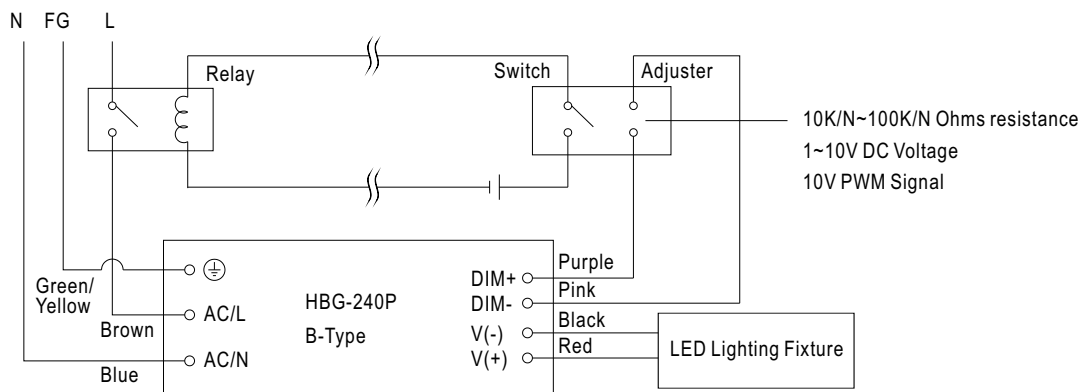 N FG L
Relay
Switch
Adjuster
10K/N~100K/N Ohms resistance
1~10V DC Voltage
10V PWM Signal
Green/
Yellow
Brown
Blue
AC/L
AC/N
HBG-240P
B-Type
DIM+
DIM-
V(-)
V(+)
Purple
Pink
Black
Red
LED Lighting Fixture